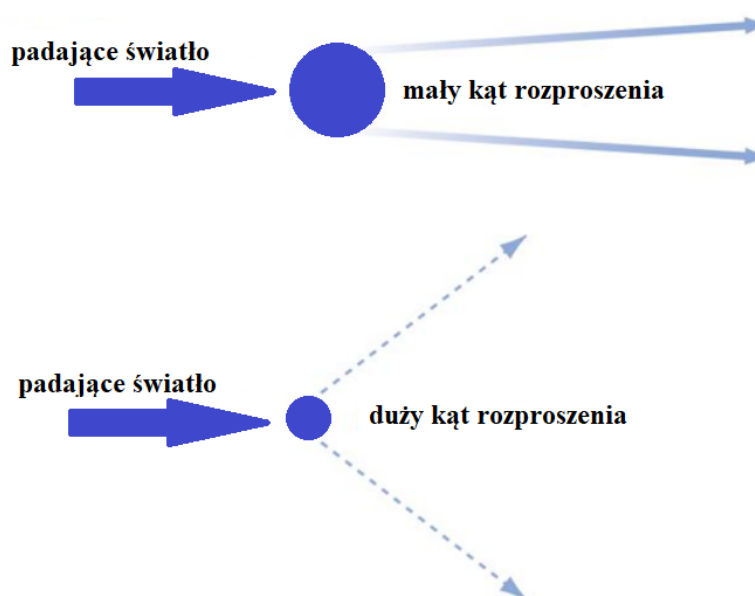 padające światło
mały kąt rozproszenia
padające światło
duży kąt rozproszenia